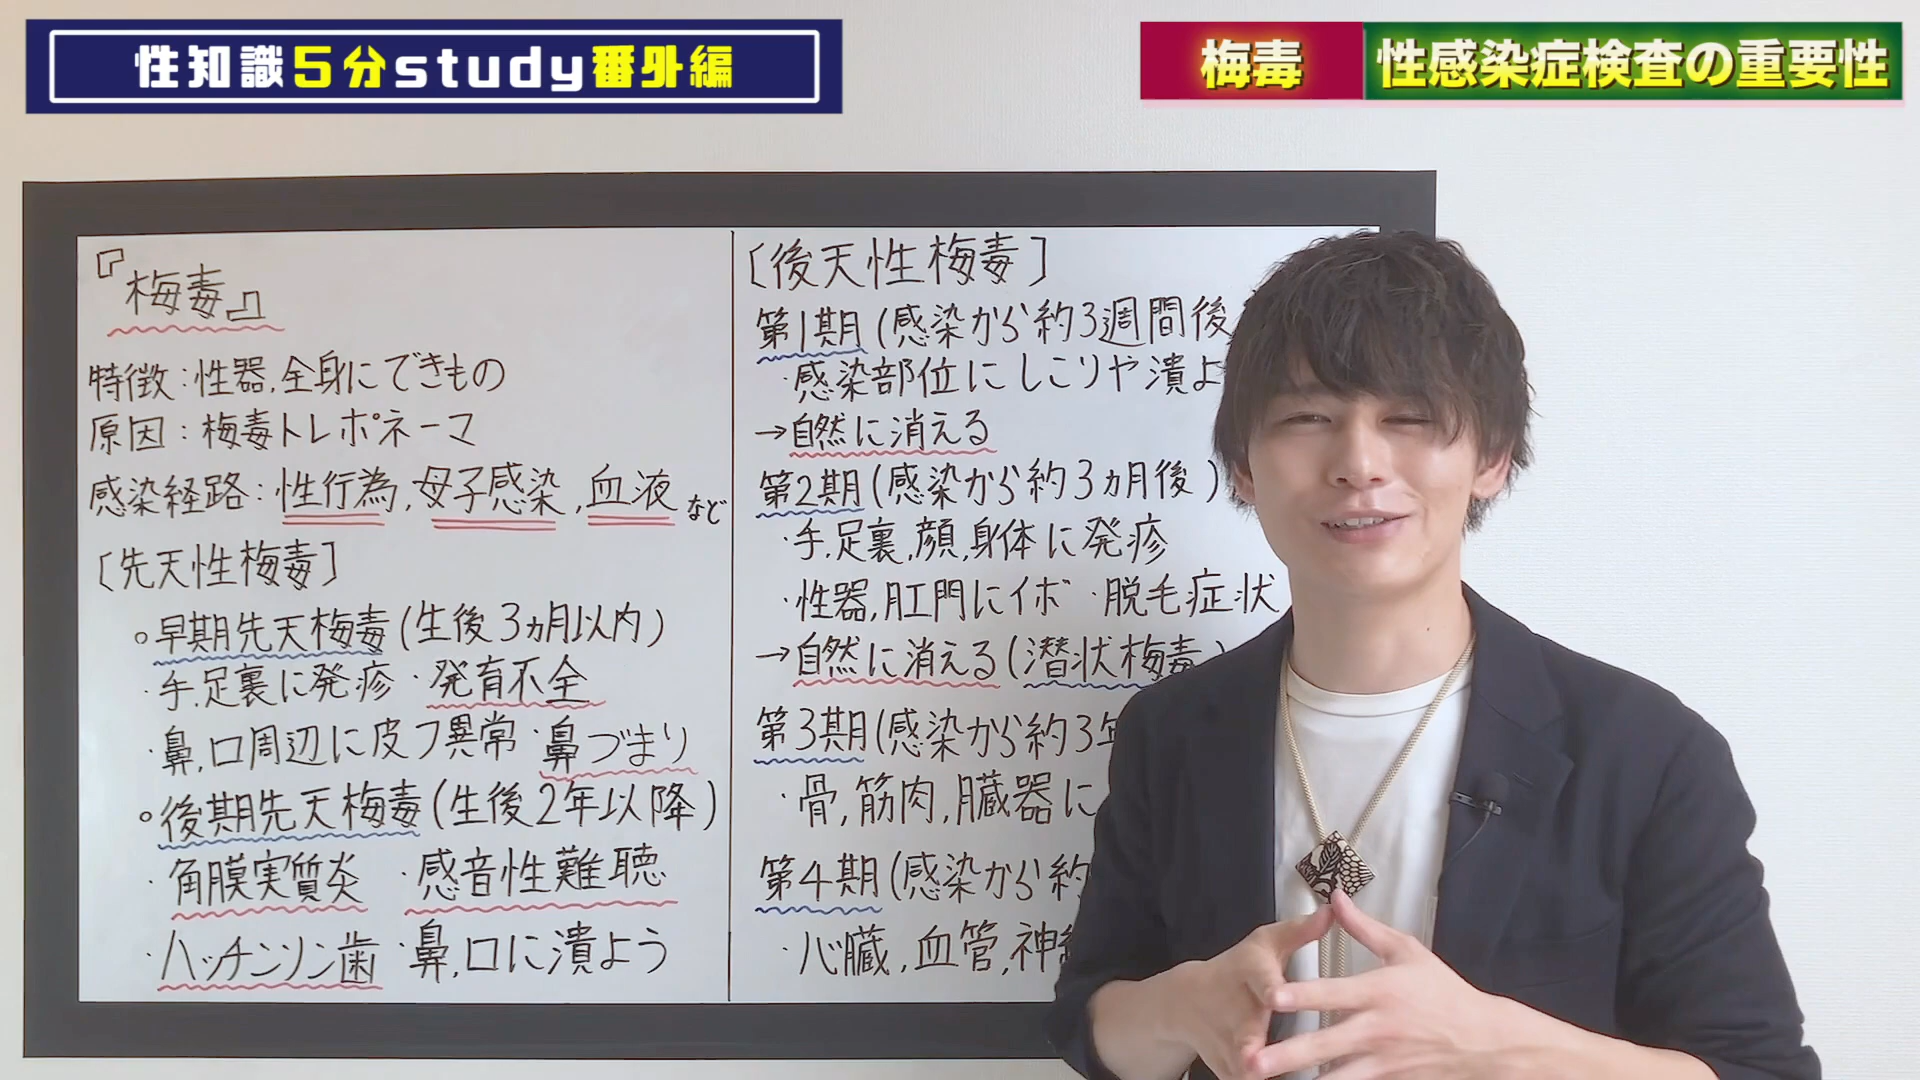 性知識5分study番外編
梅毒 性感染症検査の重要性
『梅毒』
特徴:性器,全身にできもの
原因:梅毒トレポネーマ
感染経路:性行為,母子感染,血液など
[先天性梅毒]
○早期先天梅毒(生後3ヵ月以内)
・手,足裏に発疹・発育不全
・鼻,口周辺に皮フ異常・鼻づまり
○後期先天梅毒(生後2年以降)
・角膜実質炎 ・感音性難聴
・ハッチンソン歯・鼻,口に潰よう
[後天性梅毒]
第1期(感染から約3週間後
・感染部位にしこりや潰よ
→自然に消える
第2期(感染から約3ヵ月後)
・手,足裏,顔,身体に発疹
・性器,肛門にイボ ・脱毛症状
→自然に消える(潜伏梅毒)
第3期(感染から約3年
・骨,筋肉,臓器に
第4期(感染から約
・心臓,血管,神